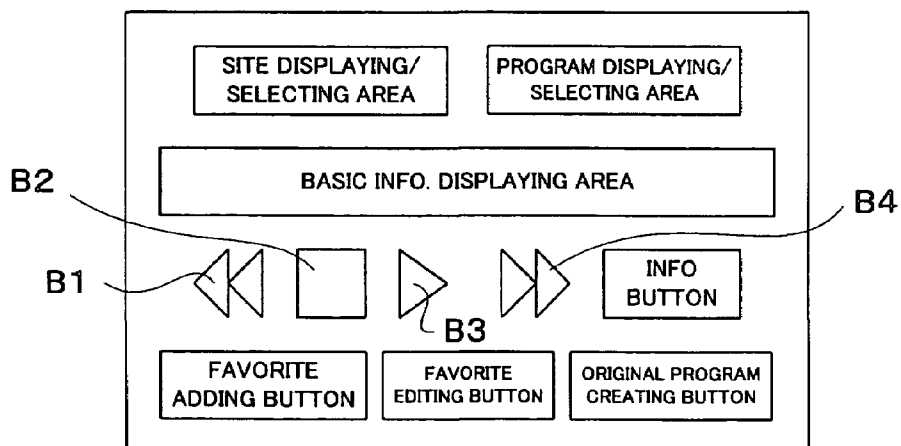 SITE DISPLAYING/
SELECTING AREA
PROGRAM DISPLAYING/
SELECTING AREA
BASIC INFO. DISPLAYING AREA
B2
B4
B1
B3
INFO
BUTTON
FAVORITE
ADDING BUTTON
FAVORITE
EDITING BUTTON
ORIGINAL PROGRAM
CREATING BUTTON